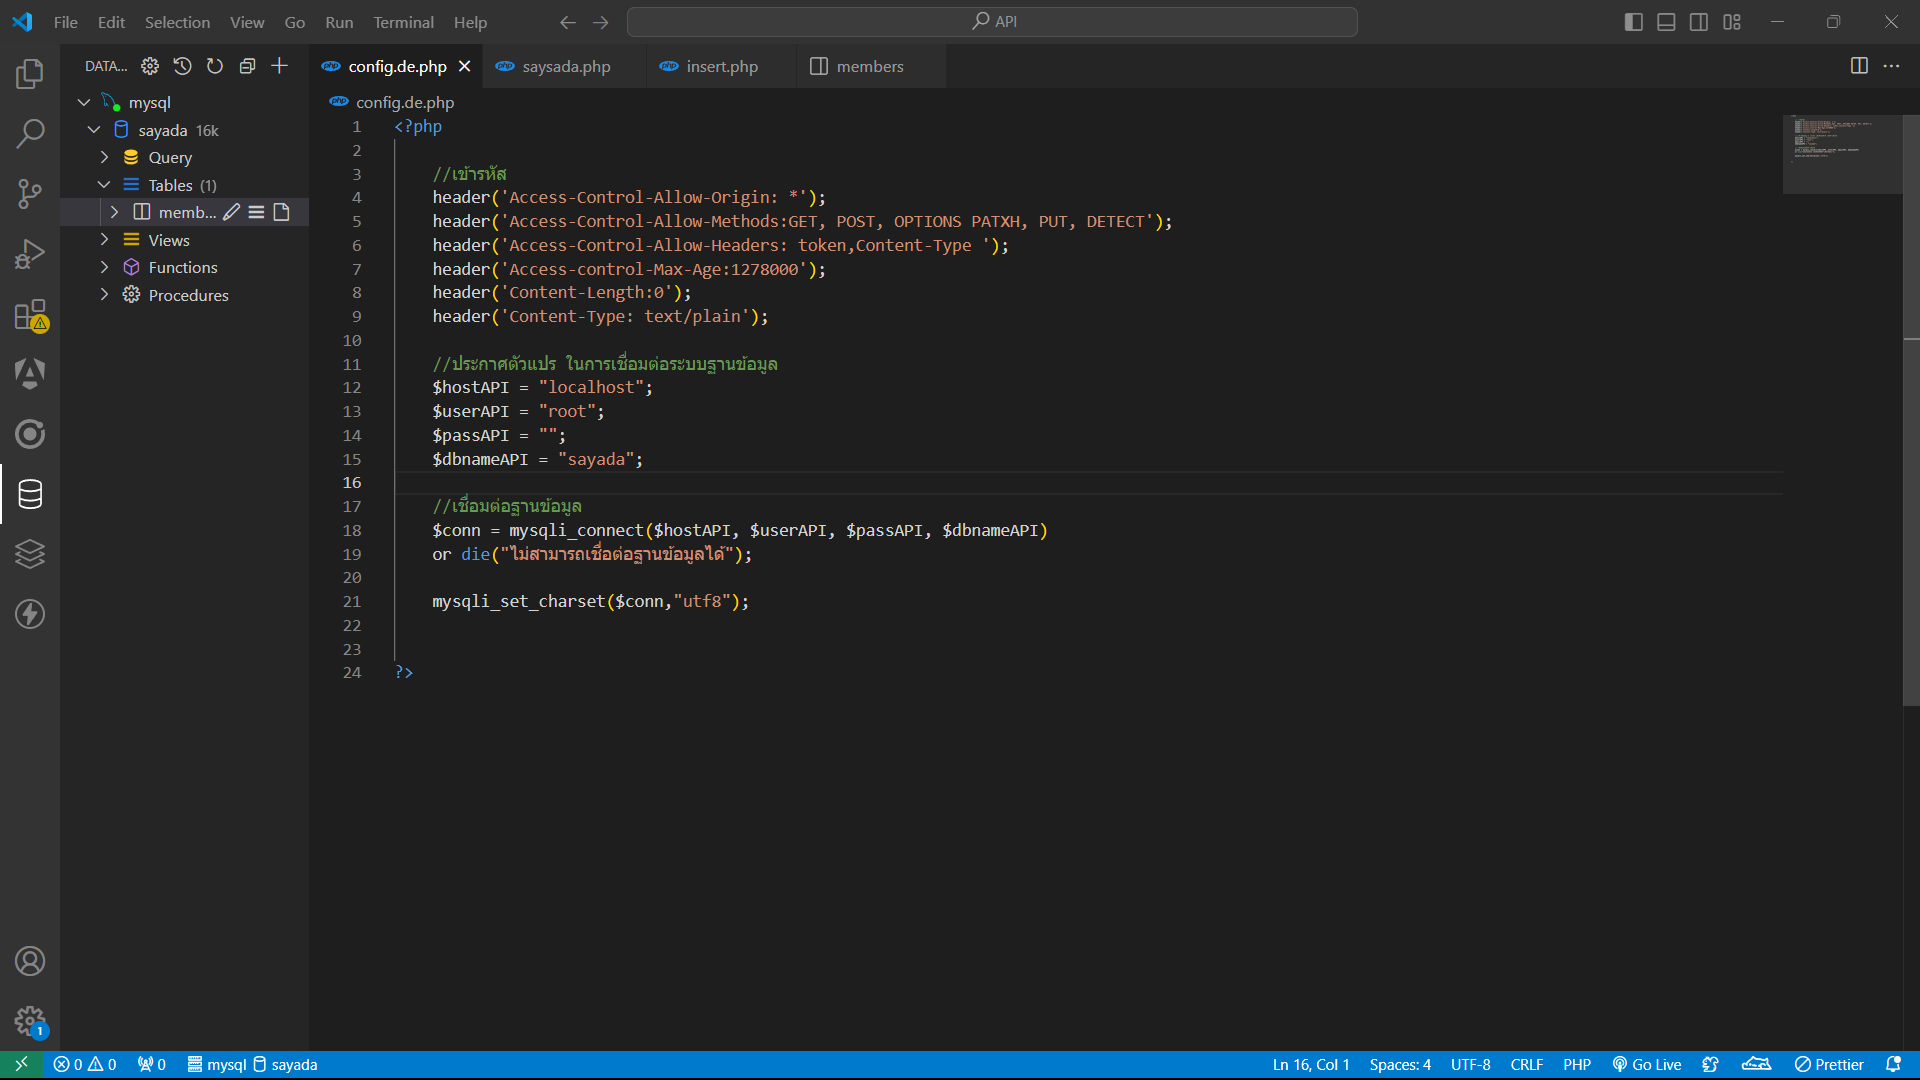 File Edit Selection View Go Run Terminal Help
API
DATA...
mysql
sayada 16k
Query
Tables (1)
memb...
Views
Functions
Procedures
config.de.php
saysada.php
insert.php
members
config.de.php
1 <?php
2
3 //เข้ารหัส
4 header('Access-Control-Allow-Origin: *');
5 header('Access-Control-Allow-Methods:GET, POST, OPTIONS PATXH, PUT, DETECT');
6 header('Access-Control-Allow-Headers: token,Content-Type ');
7 header('Access-control-Max-Age:1278000');
8 header('Content-Length:0');
9 header('Content-Type: text/plain');
10
11 //ประกาศตัวแปร ในการเชื่อมต่อระบบฐานข้อมูล
12 $hostAPI = "localhost";
13 $userAPI = "root";
14 $passAPI = "";
15 $dbnameAPI = "sayada";
16
17 //เชื่อมต่อฐานข้อมูล
18 $conn = mysqli_connect($hostAPI, $userAPI, $passAPI, $dbnameAPI)
19 or die("ไม่สามารถเชื่อต่อฐานข้อมูลได้");
20
21 mysqli_set_charset($conn,"utf8");
22
23
24 ?>
1
0 0 0 mysql sayada Ln 16, Col 1 Spaces: 4 UTF-8 CRLF PHP Go Live Prettier